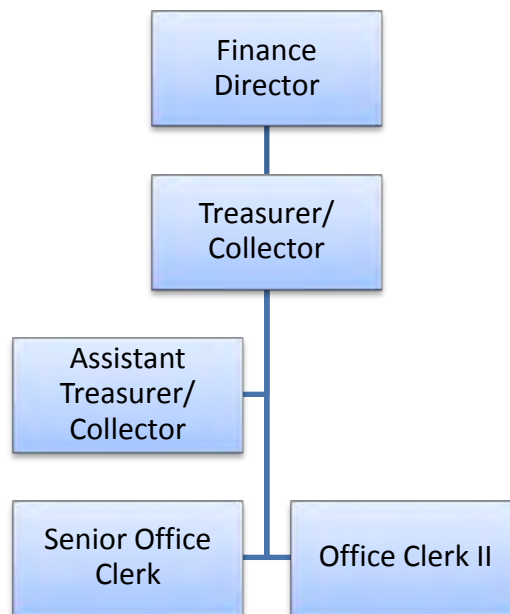 Finance
Director
Treasurer/
Collector
Assistant
Treasurer/
Collector
Senior Office
Clerk
Office Clerk II